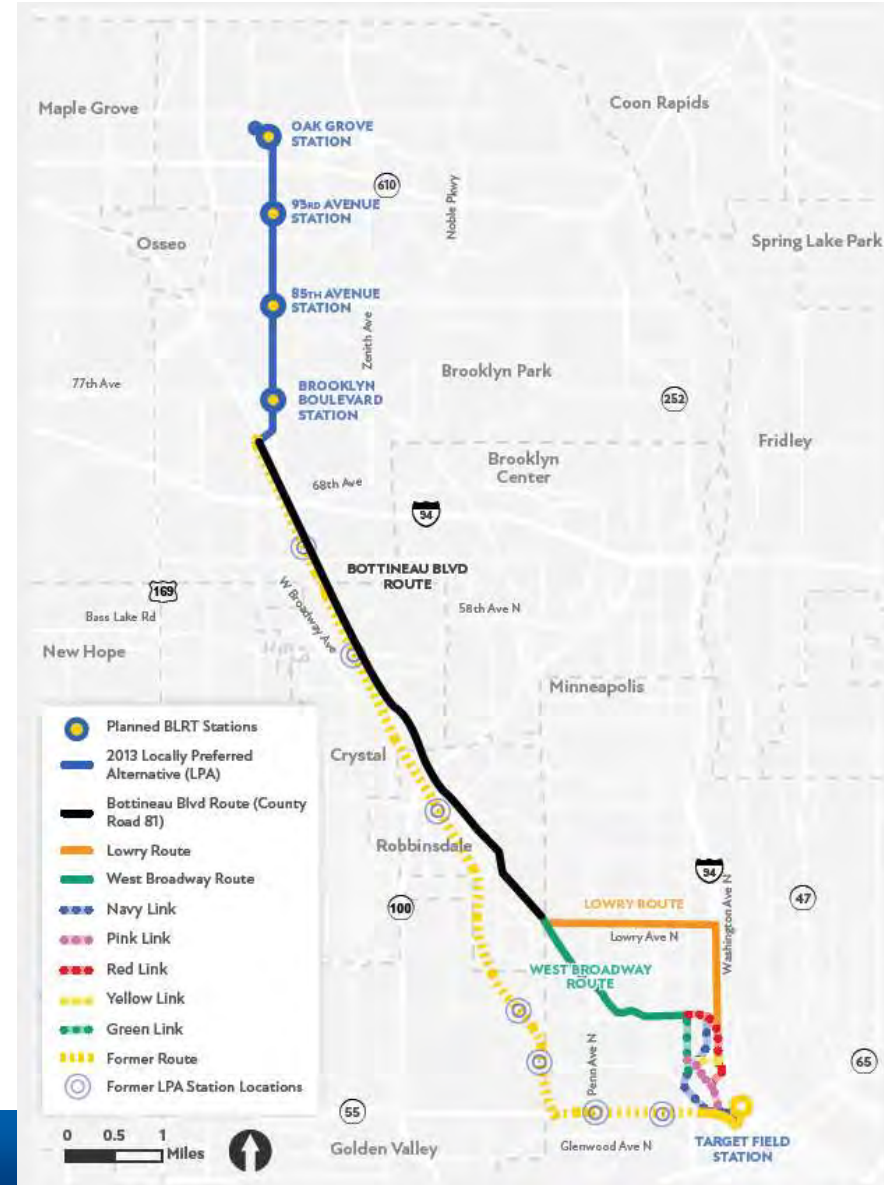 Maple Grove
Coon Rapids
OAK GROVE
STATION
610
Noble Pkwy
93RD AVENUE
STATION
Osseo
Spring Lake Park
85TH AVENUE
STATION
Zenith Ave
77th Ave
BROOKLYN
BOULEVARD
STATION
Brooklyn Park
252
Fridley
Brooklyn
Center
68th Ave
94
BOTTINEAU BLVD
ROUTE
169
W Broadway Ave
Bass Lake Rd
58th Ave N
New Hope
Minneapolis
Crystal
Robbinsdale
94
100
47
LOWRY ROUTE
Lowry Ave N
Washington Ave N
WEST BROADWAY
ROUTE
Penn Ave N
65
55
Golden Valley
Glenwood Ave N
TARGET FIELD
STATION
Planned BLRT Stations
2013 Locally Preferred
Alternative (LPA)
Bottineau Blvd Route (County
Road 81)
Lowry Route
West Broadway Route
Navy Link
Pink Link
Red Link
Yellow Link
Green Link
Former Route
Former LPA Station Locations
0 0.5 1
Miles